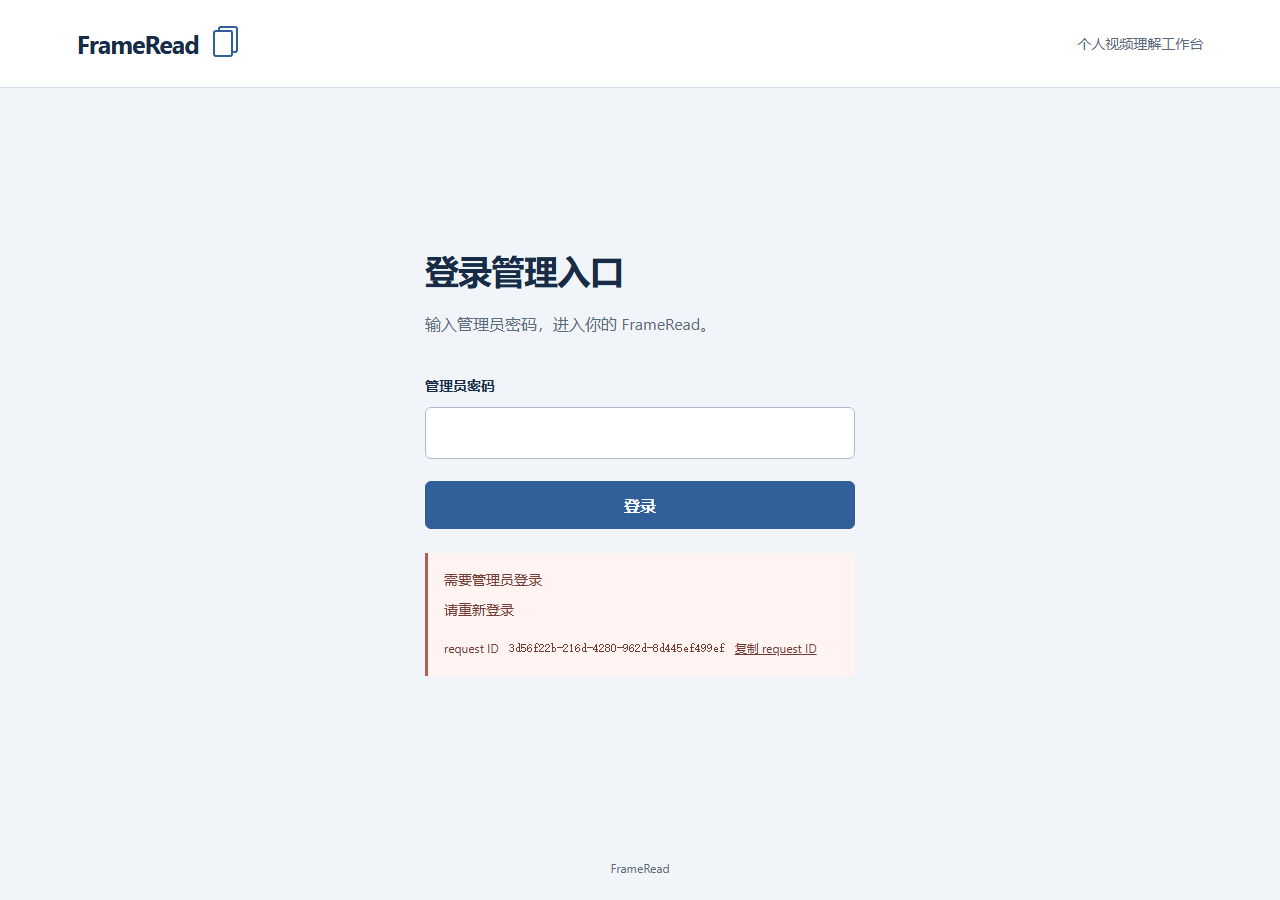 FrameRead
个人视频理解工作台
登录管理入口
输入管理员密码，进入你的 FrameRead。
管理员密码
登录
需要管理员登录
请重新登录
request ID 3d56f22b-216d-4280-962d-8d445ef499ef 复制 request ID
FrameRead